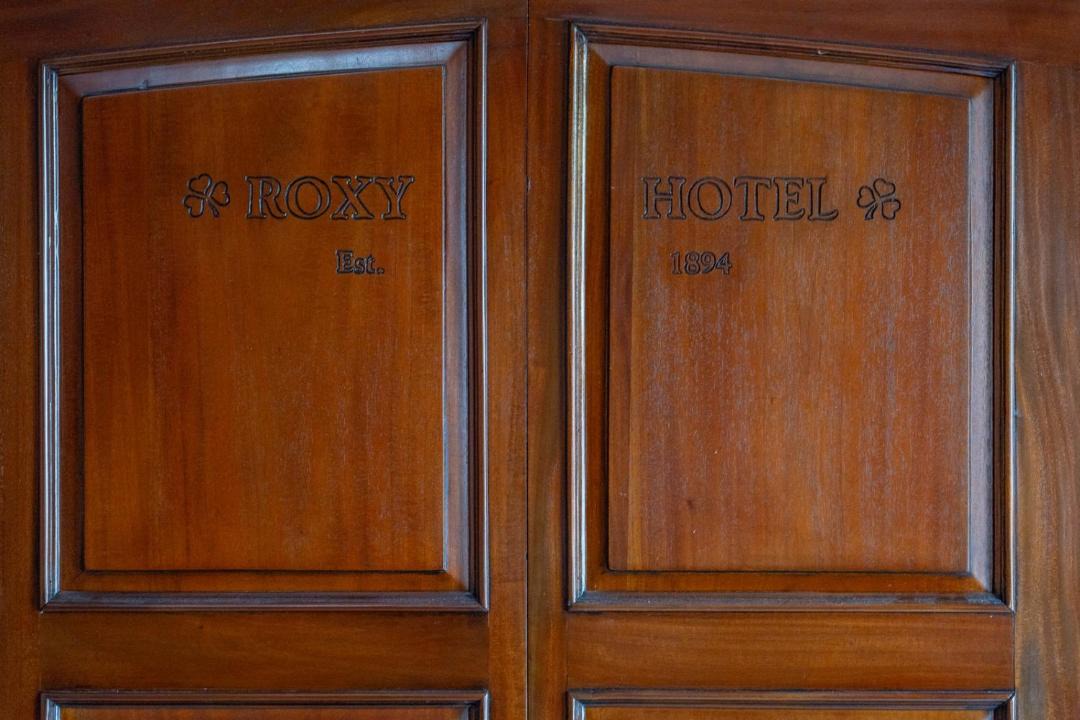 ROXY HOTEL
Est. 1894